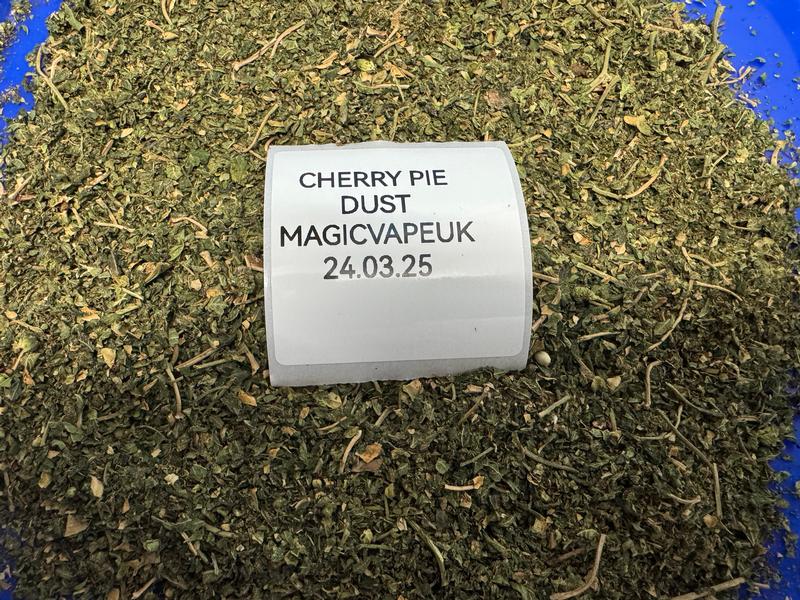 CHERRY PIE
DUST
MAGICVAPEUK
24.03.25